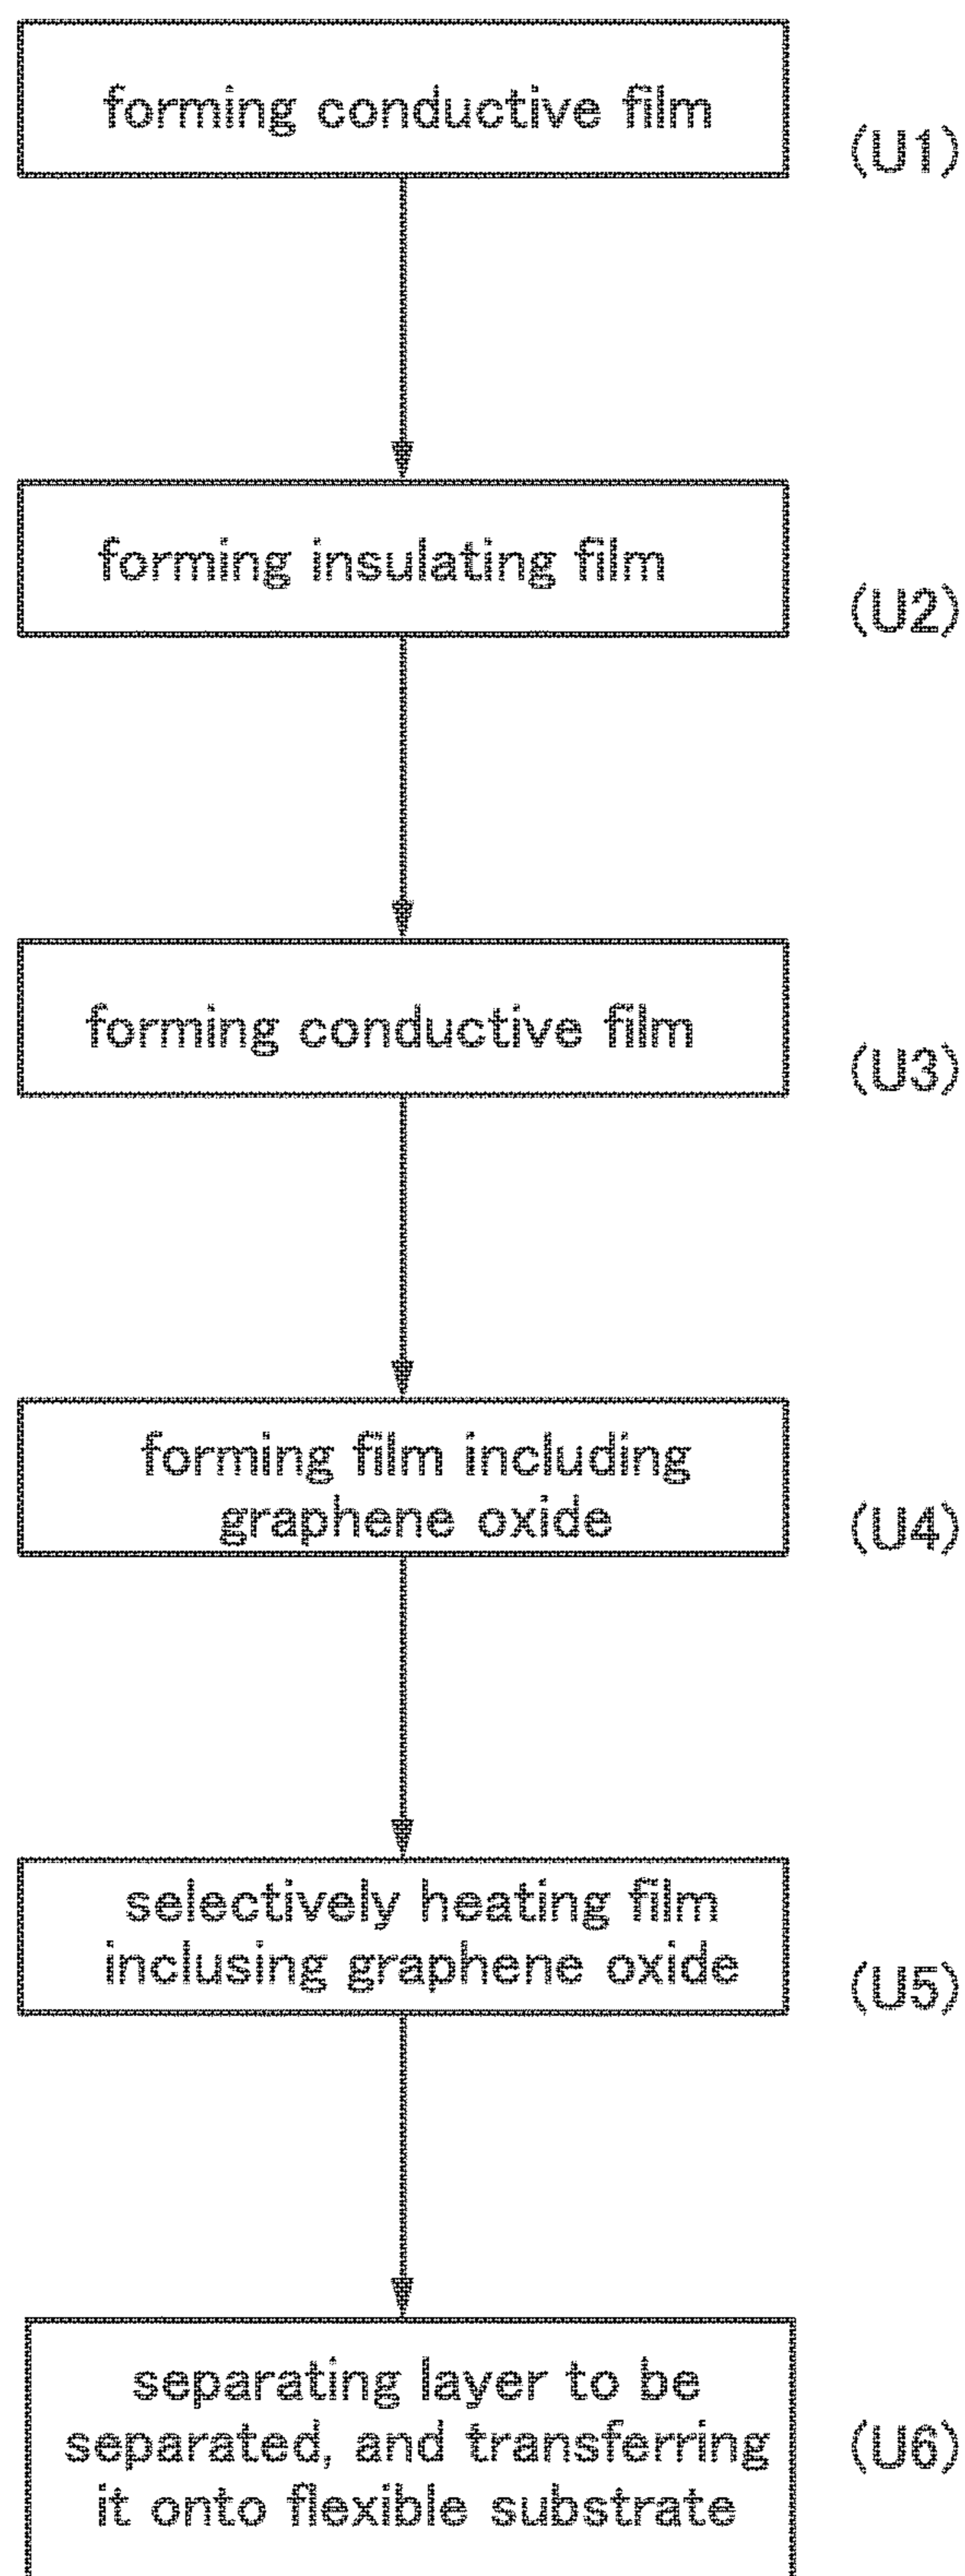 forming conductive film
(U1)
forming insulating film
(U2)
forming conductive film
(U3)
forming film including
graphene oxide
(U4)
selectively heating film
inclusing graphene oxide
(U5)
separating layer to be
separated, and transferring
it onto flexible substrate
(U6)